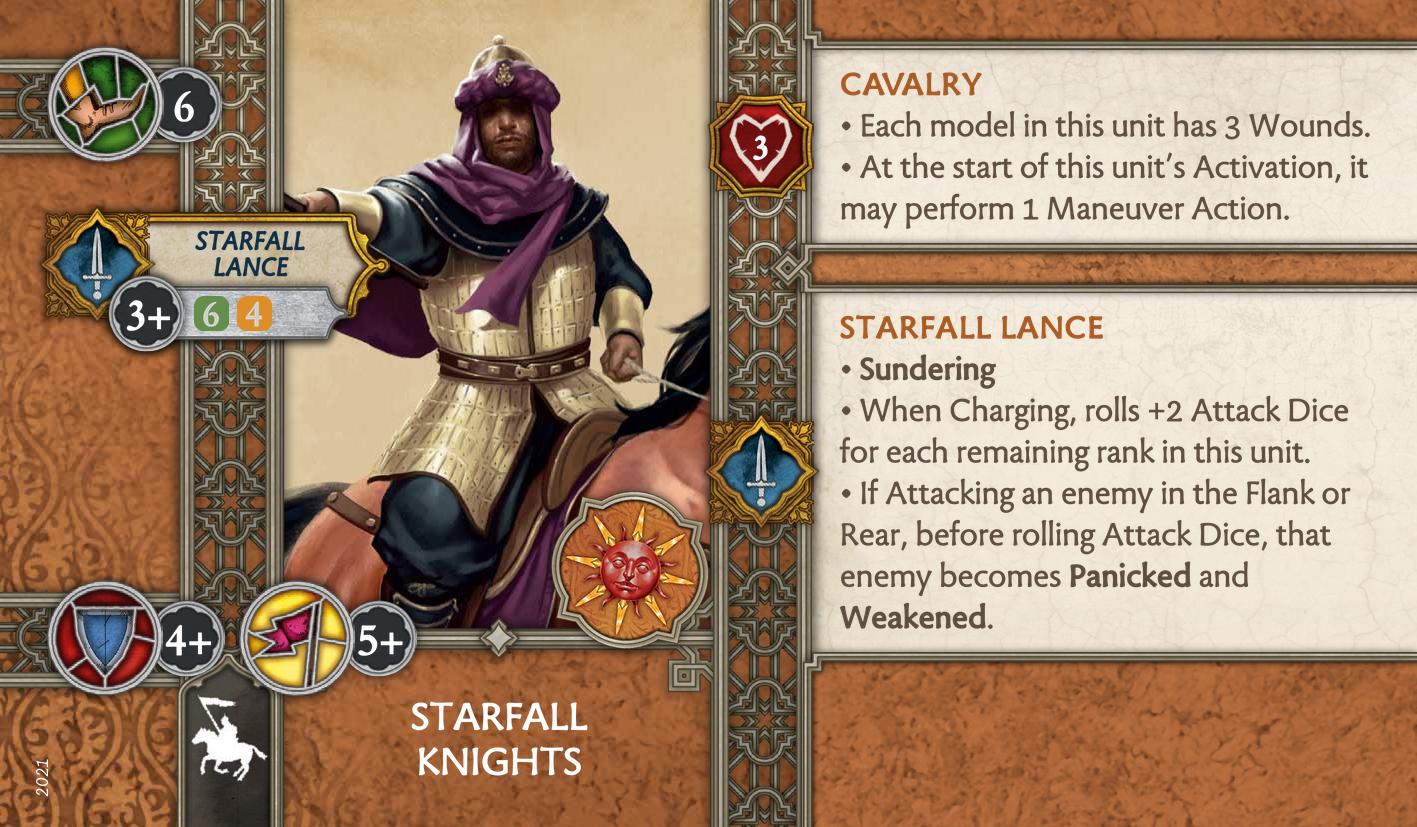 6
STARFALL
LANCE
3+ 6 4
4+ 5+
STARFALL
KNIGHTS
2021
3
CAVALRY
• Each model in this unit has 3 Wounds.
• At the start of this unit's Activation, it
may perform 1 Maneuver Action.
STARFALL LANCE
• Sundering
• When Charging, rolls +2 Attack Dice
for each remaining rank in this unit.
• If Attacking an enemy in the Flank or
Rear, before rolling Attack Dice, that
enemy becomes Panicked and
Weakened.